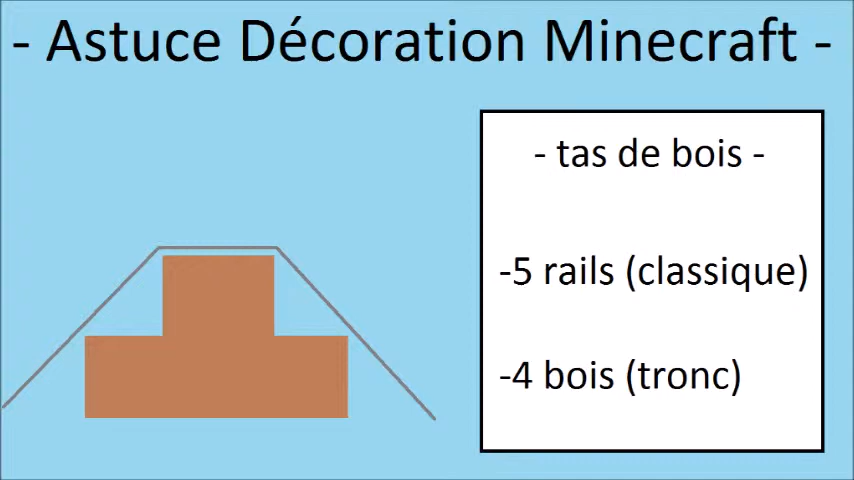 - Astuce Décoration Minecraft -
- tas de bois -
-5 rails (classique)
-4 bois (tronc)